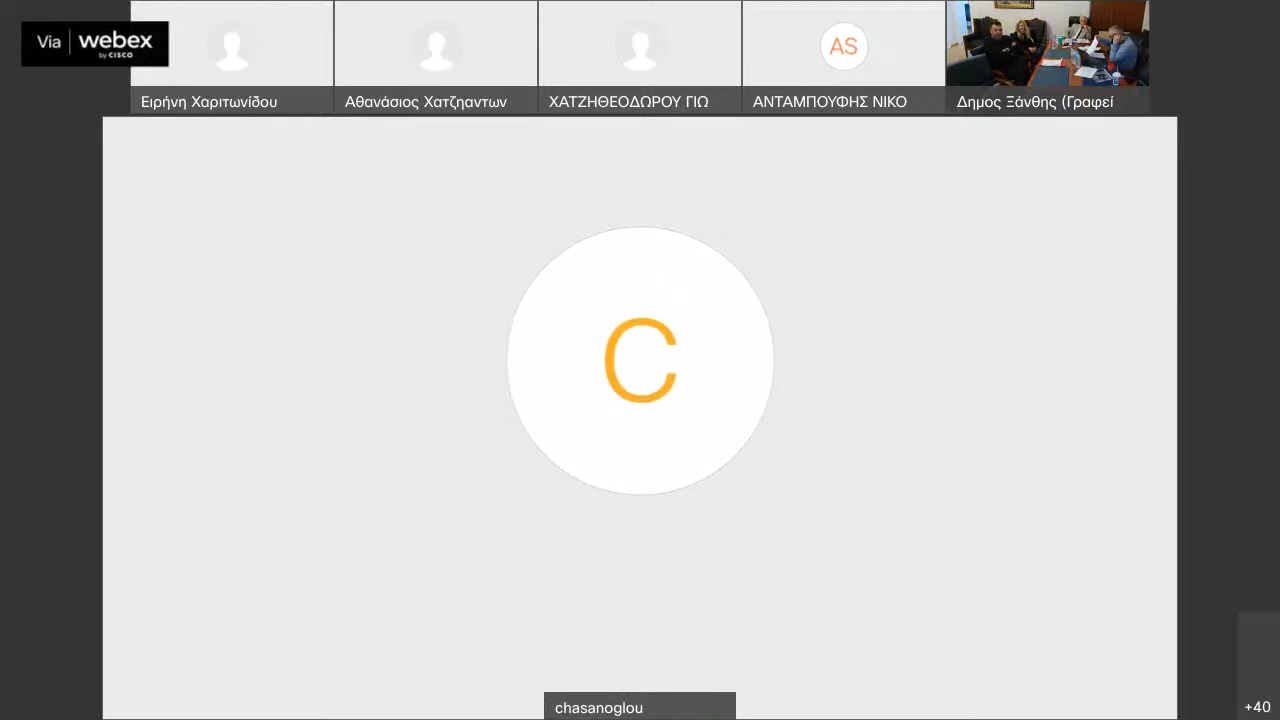 Via webex
by CISCO
AS
Ειρήνη Χαριτωνίδου
Αθανάσιος Χατζηαντων
ΧΑΤΖΗΘΕΟΔΩΡΟΥ ΓΙΩ
ΑΝΤΑΜΠΟΥΦΗΣ ΝΙΚΟ
Δημος Ξάνθης (Γραφεί
C
chasanoglou
+40